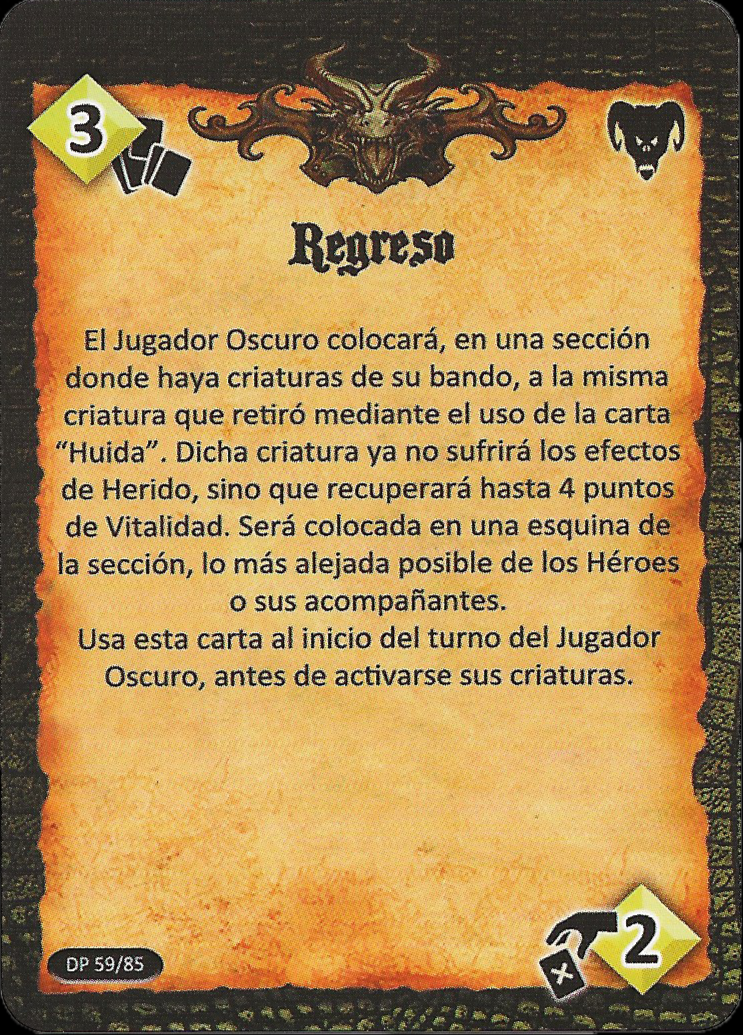 3
Regreso
El Jugador Oscuro colocará, en una sección
donde haya criaturas de su bando, a la misma
criatura que retiró mediante el uso de la carta
“Huida”. Dicha criatura ya no sufrirá los efectos
de Herido, sino que recuperará hasta 4 puntos
de Vitalidad. Será colocada en una esquina de
la sección, lo más alejada posible de los Héroes
o sus acompañantes.
Usa esta carta al inicio del turno del Jugador
Oscuro, antes de activarse sus criaturas.
2
DP 59/85